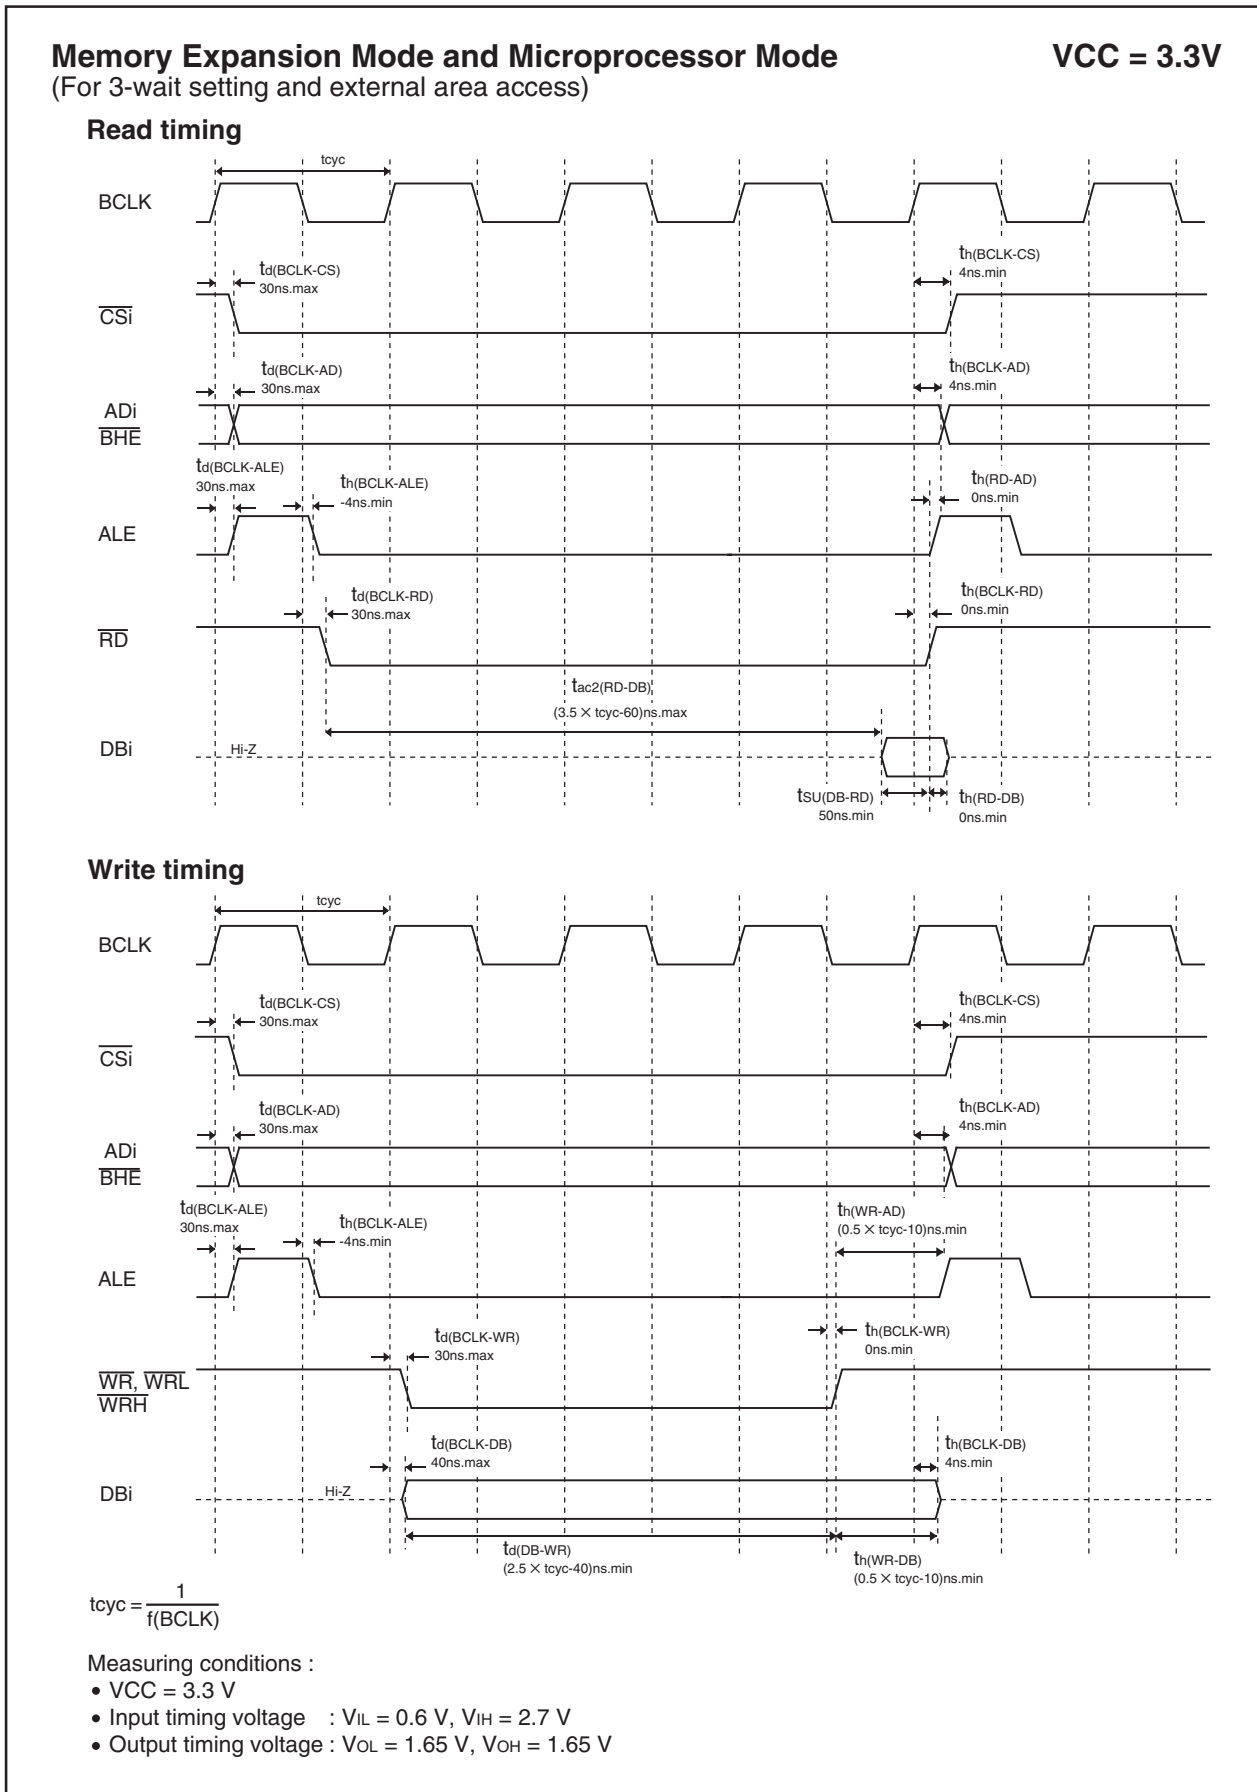 Memory Expansion Mode and Microprocessor Mode VCC = 3.3V
(For 3-wait setting and external area access)
Read timing
tcyc
BCLK
td(BCLK-CS)
30ns.max
th(BCLK-CS)
4ns.min
CSi
td(BCLK-AD)
30ns.max
th(BCLK-AD)
4ns.min
ADi
BHE
td(BCLK-ALE)
30ns.max
th(BCLK-ALE)
-4ns.min
th(RD-AD)
0ns.min
ALE
td(BCLK-RD)
30ns.max
th(BCLK-RD)
0ns.min
RD
tac2(RD-DB)
(3.5 × tcyc-60)ns.max
DBi
Hi-Z
tSU(DB-RD)
50ns.min
th(RD-DB)
0ns.min
Write timing
tcyc
BCLK
td(BCLK-CS)
30ns.max
th(BCLK-CS)
4ns.min
CSi
td(BCLK-AD)
30ns.max
th(BCLK-AD)
4ns.min
ADi
BHE
td(BCLK-ALE)
30ns.max
th(BCLK-ALE)
-4ns.min
th(WR-AD)
(0.5 × tcyc-10)ns.min
ALE
td(BCLK-WR)
30ns.max
th(BCLK-WR)
0ns.min
WR, WRL
WRH
td(BCLK-DB)
40ns.max
th(BCLK-DB)
4ns.min
DBi
Hi-Z
td(DB-WR)
(2.5 × tcyc-40)ns.min
th(WR-DB)
(0.5 × tcyc-10)ns.min
tcyc = 1
f(BCLK)
Measuring conditions :
• VCC = 3.3 V
• Input timing voltage : VIL = 0.6 V, VIH = 2.7 V
• Output timing voltage : VOL = 1.65 V, VOH = 1.65 V